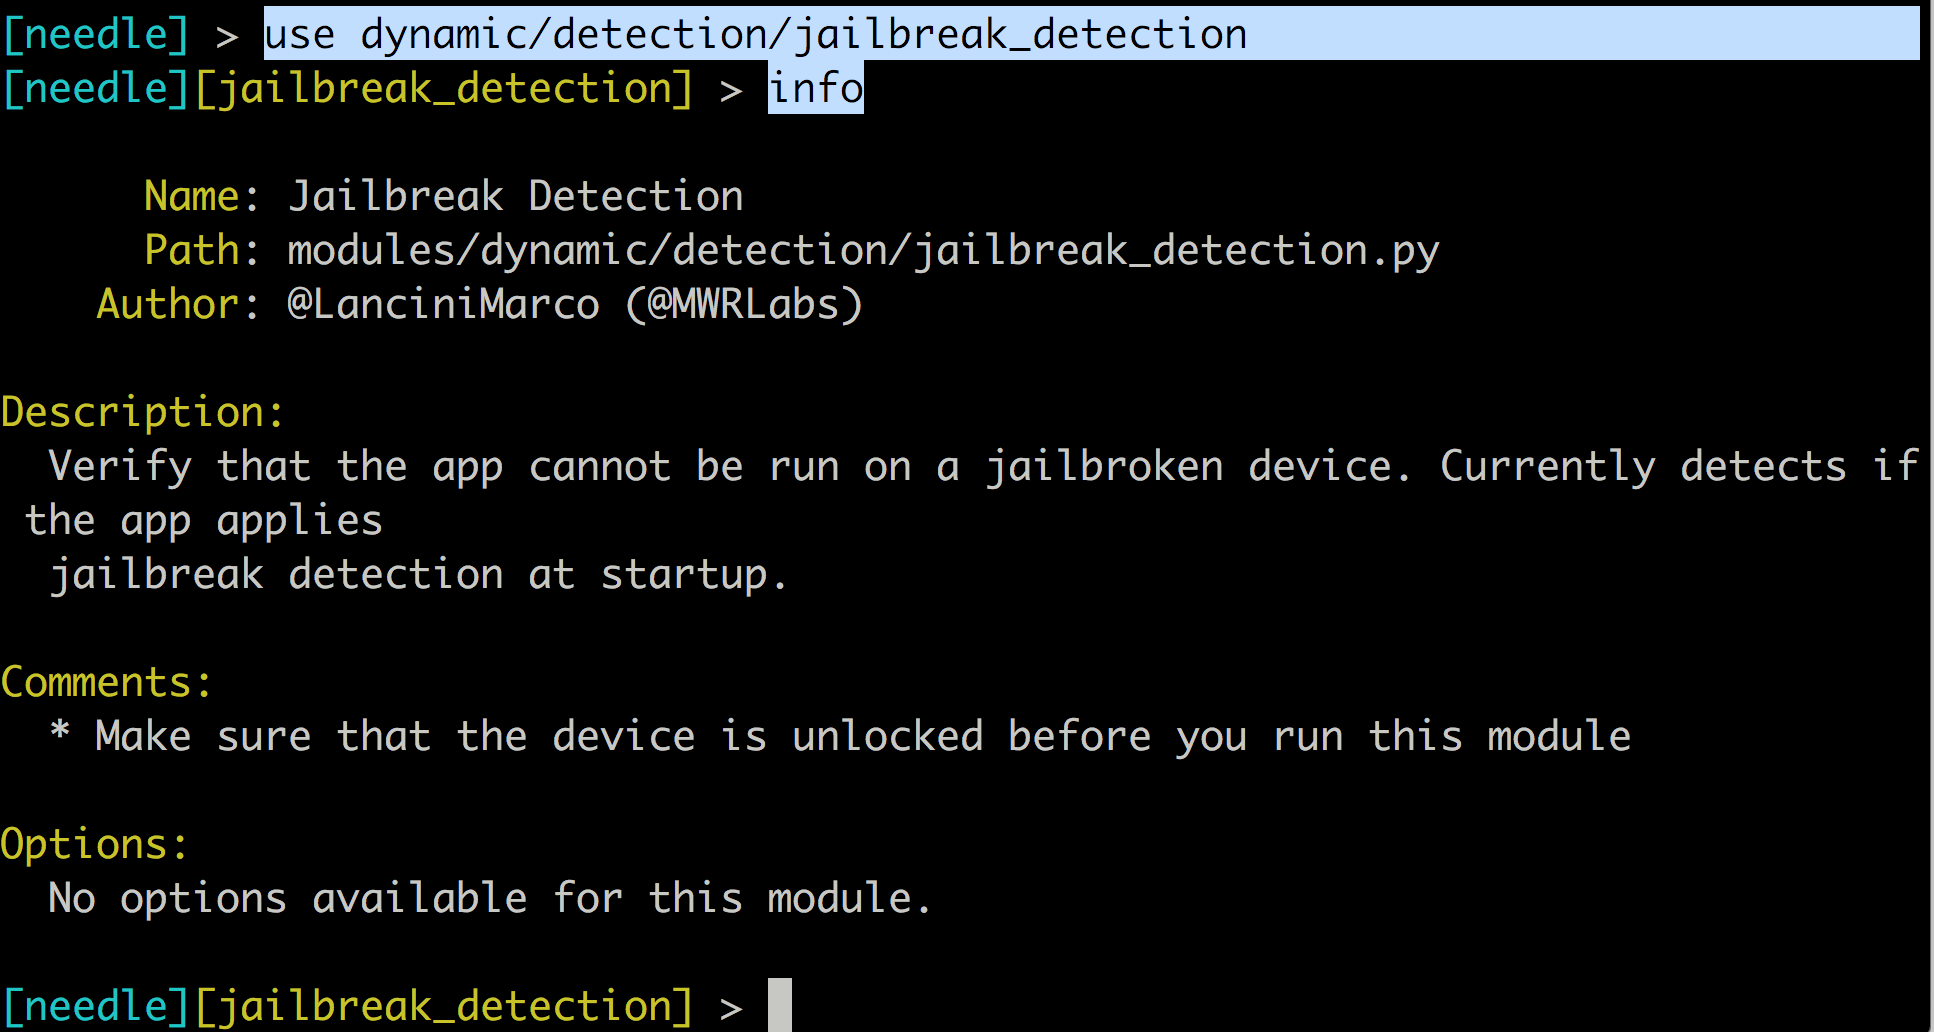 [needle] > use dynamic/detection/jailbreak_detection
[needle][jailbreak_detection] > info
Name: Jailbreak Detection
Path: modules/dynamic/detection/jailbreak_detection.py
Author: @LanciniMarco (@MWRLabs)
Description:
Verify that the app cannot be run on a jailbroken device. Currently detects if
the app applies
jailbreak detection at startup.
Comments:
* Make sure that the device is unlocked before you run this module
Options:
No options available for this module.
[needle][jailbreak_detection] >